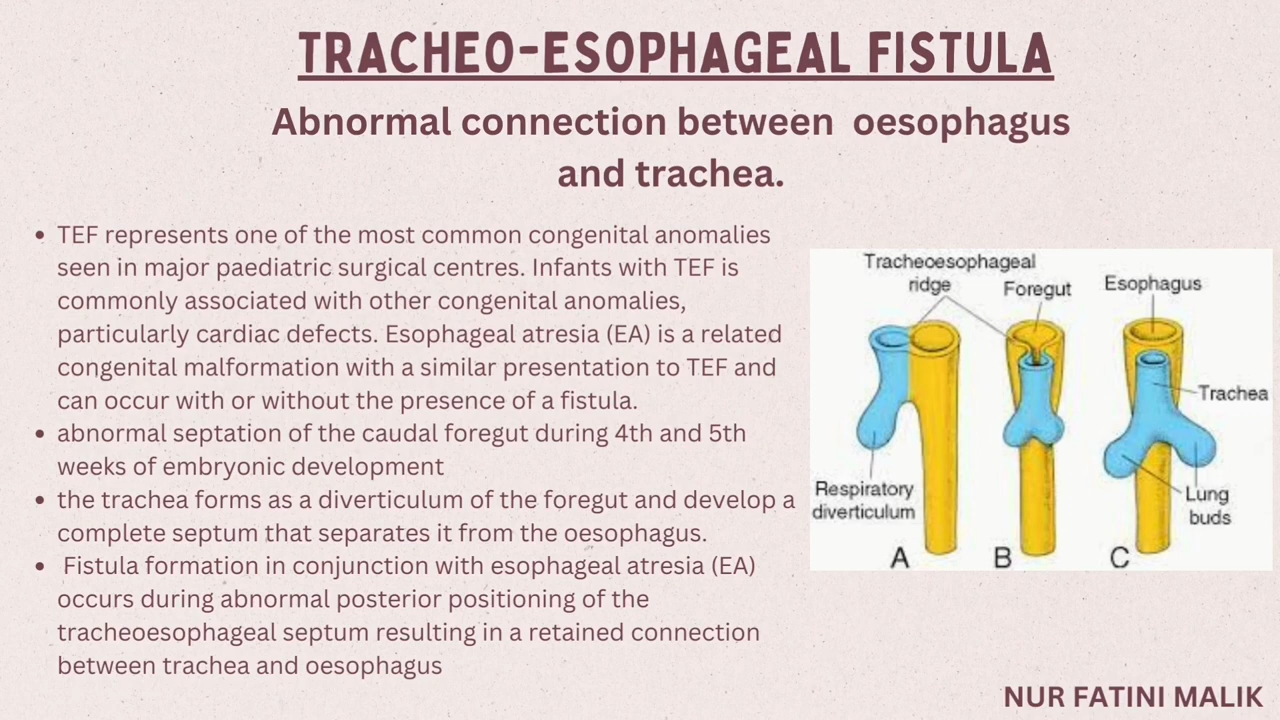 TRACHEO-ESOPHAGEAL FISTULA
Abnormal connection between oesophagus
and trachea.
• TEF represents one of the most common congenital anomalies
seen in major paediatric surgical centres. Infants with TEF is
commonly associated with other congenital anomalies,
particularly cardiac defects. Esophageal atresia (EA) is a related
congenital malformation with a similar presentation to TEF and
can occur with or without the presence of a fistula.
• abnormal septation of the caudal foregut during 4th and 5th
weeks of embryonic development
• the trachea forms as a diverticulum of the foregut and develop a
complete septum that separates it from the oesophagus.
• Fistula formation in conjunction with esophageal atresia (EA)
occurs during abnormal posterior positioning of the
tracheoesophageal septum resulting in a retained connection
between trachea and oesophagus
Tracheoesophageal
ridge
Foregut
Esophagus
Trachea
Respiratory
diverticulum
Lung
buds
A
B
C
NUR FATINI MALIK